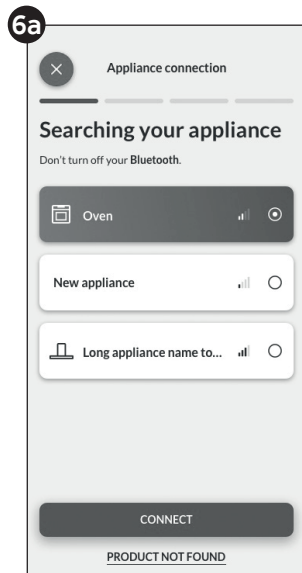 6a
Appliance connection
Searching your appliance
Don't turn off your Bluetooth.
Oven
New appliance
Long appliance name to...
CONNECT
PRODUCT NOT FOUND